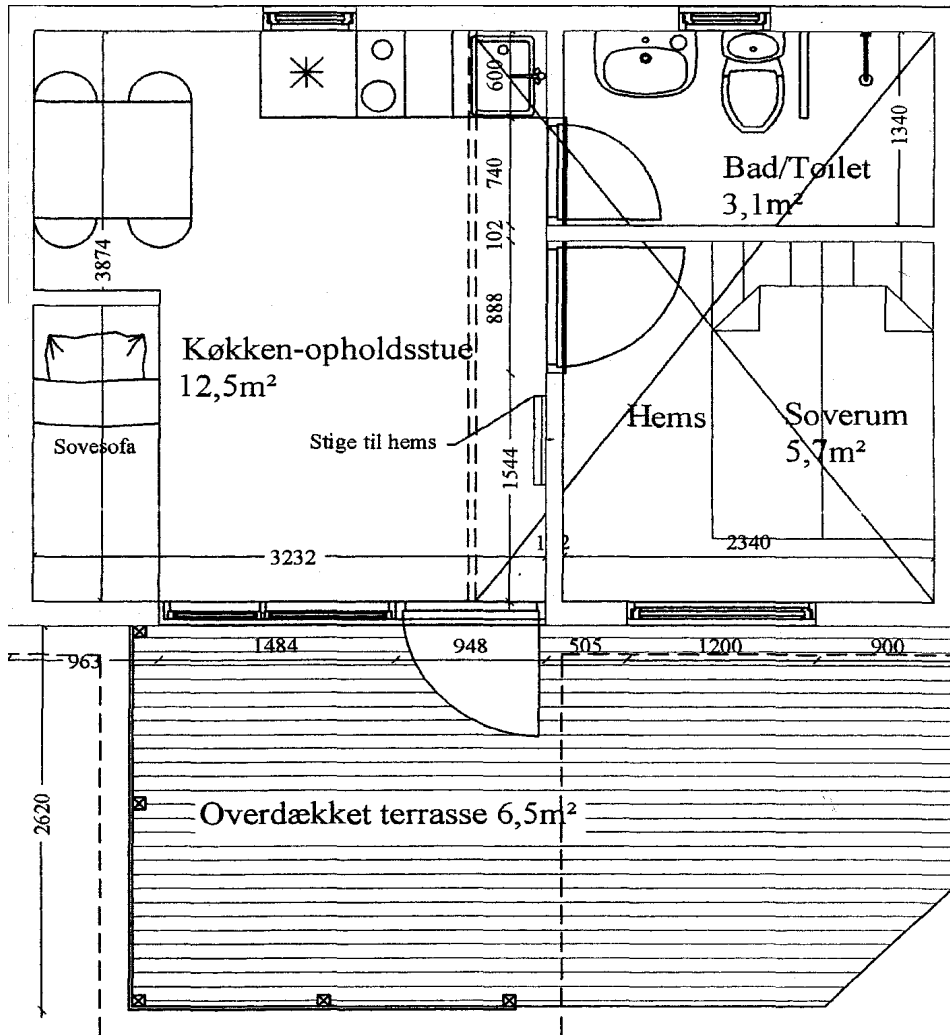 600
1340
Bad/Toilet
3,1m²
740
102
3874
888
Køkken-opholdsstue
12,5m²
Hems
Soverum
5,7m²
Stige til hems
Sovesofa
1544
3232
2340
1484
948
505
1200
900
963
2620
Overdækket terrasse 6,5m²